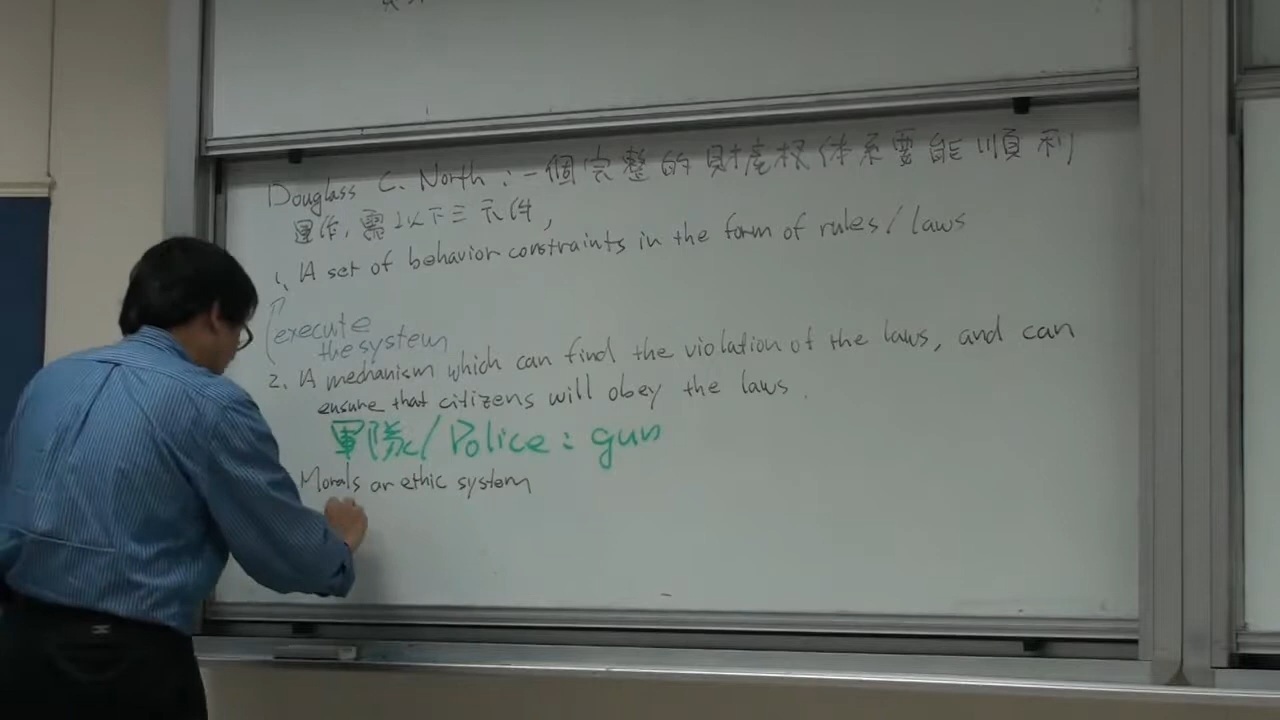 Douglass C. North : 一個完整的財產权体系要能順利
運作, 需以下三元件,
1. A set of behavior constraints in the form of rules/laws
execute
the system
2. A mechanism which can find the violation of the laws, and can
ensure that citizens will obey the laws.
軍隊/Police : gun
Morals or ethic system